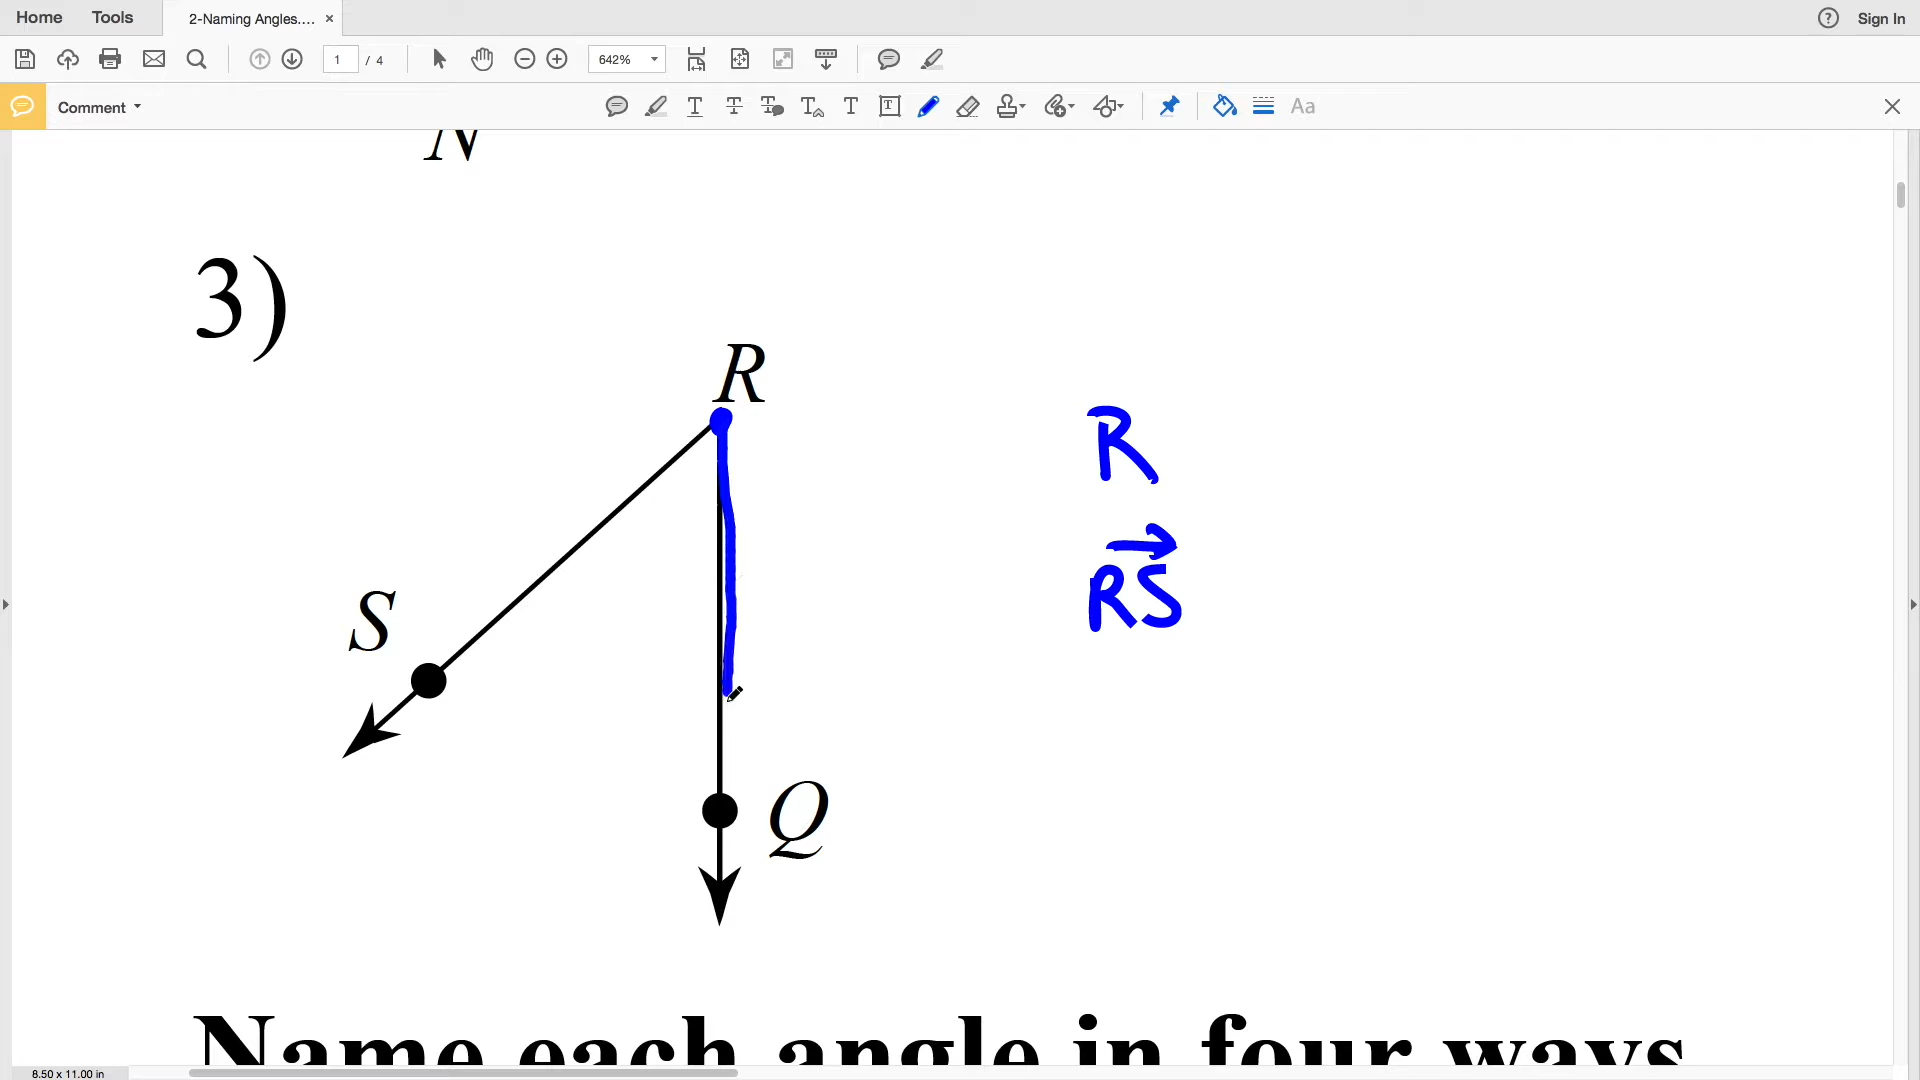 Home Tools 2-Naming Angles.... × ? Sign In
1 / 4 642%
Comment T T T T T T Aa
N
3)
R
R
RS
S
Q
Name each angle in four ways
8.50 x 11.00 in